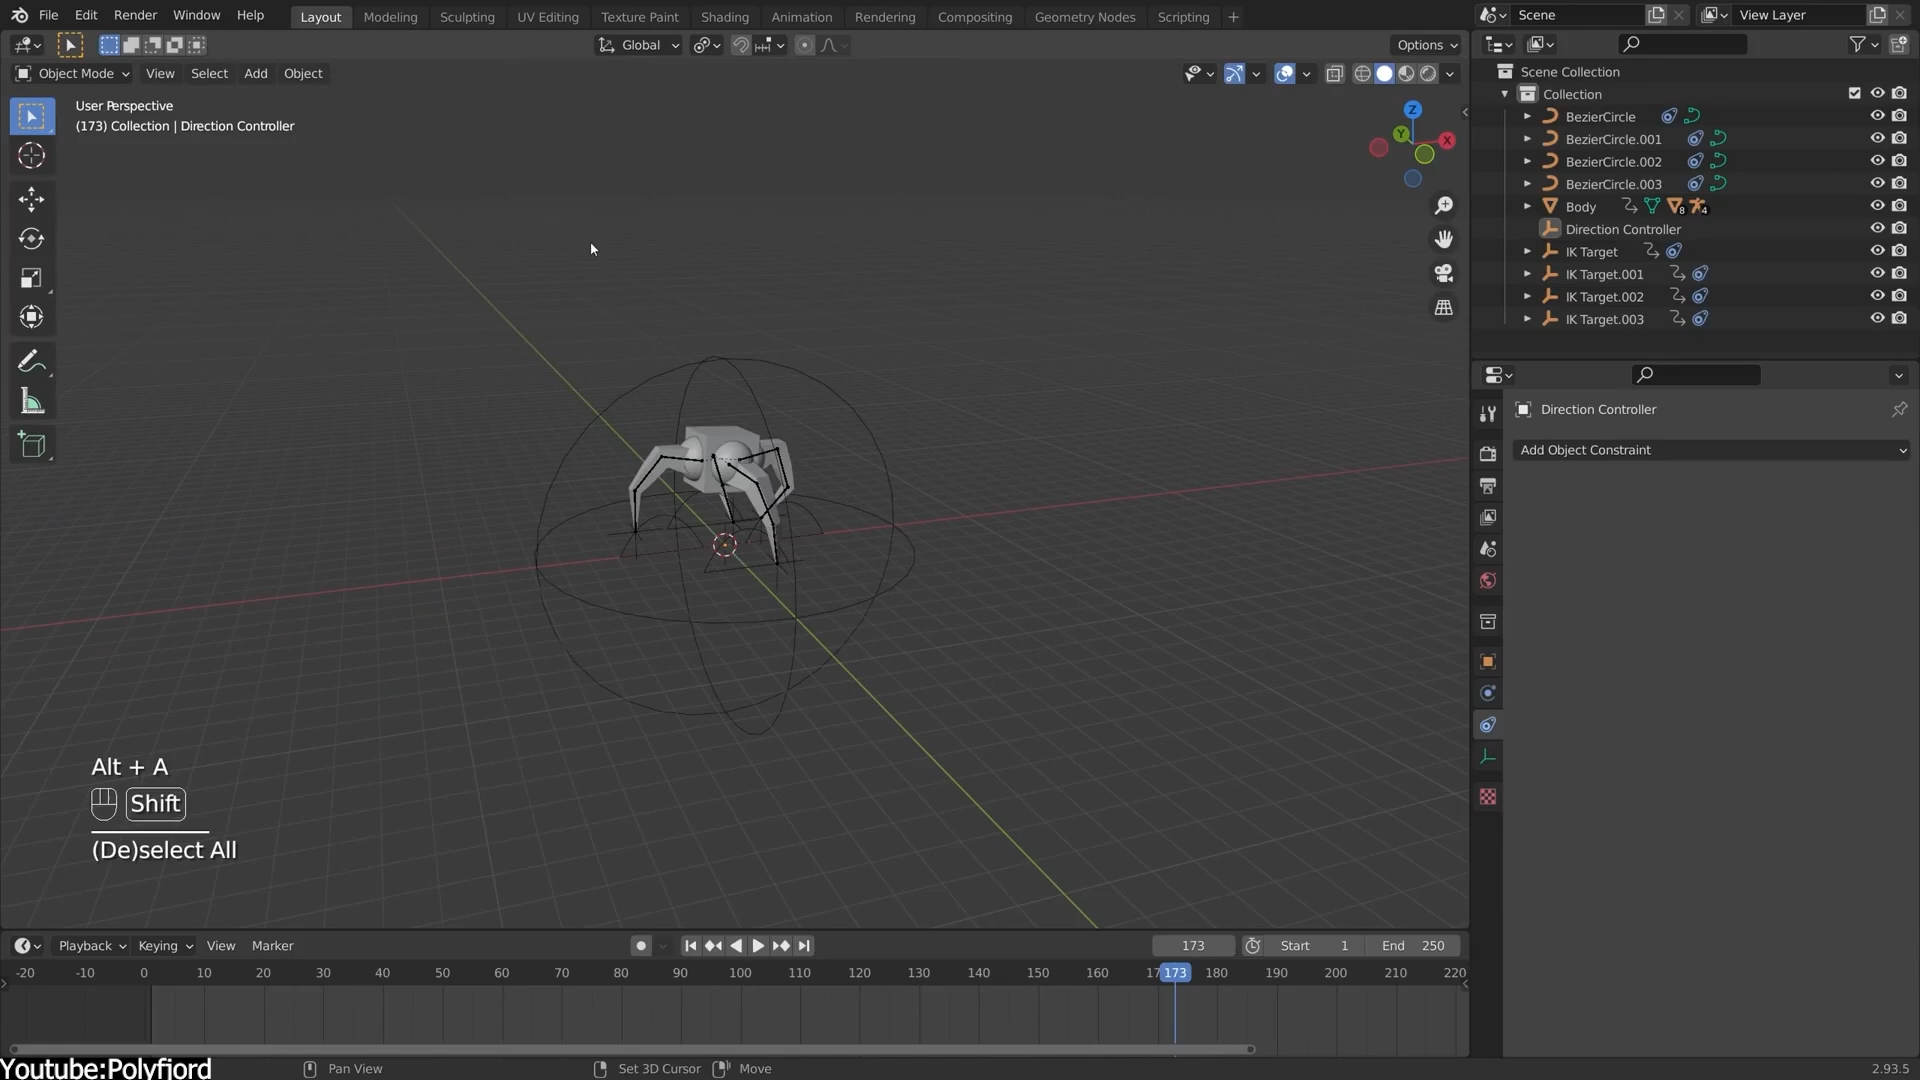 File Edit Render Window Help Layout Modeling Sculpting UV Editing Texture Paint Shading Animation Rendering Compositing Geometry Nodes Scripting + Scene View Layer
Global Options
Object Mode View Select Add Object
User Perspective
(173) Collection | Direction Controller
Z
Y
X
Scene Collection
Collection
BezierCircle
BezierCircle.001
BezierCircle.002
BezierCircle.003
Body 8 4
Direction Controller
IK Target
IK Target.001
IK Target.002
IK Target.003
Direction Controller
Add Object Constraint
Alt + A
Shift
(De)select All
Playback Keying View Marker 173 Start 1 End 250
-20 -10 0 10 20 30 40 50 60 70 80 90 100 110 120 130 140 150 160 17 173 180 190 200 210 220
Youtube:Polyfjord Pan View Set 3D Cursor Move 2.93.5